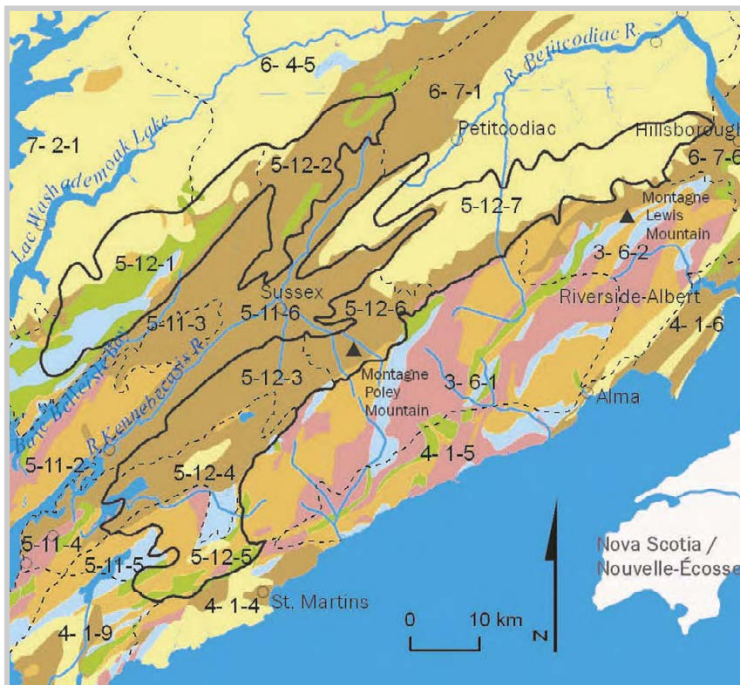 6- 4-5
R. Petitcodiac R.
6- 7-1
Petitcodiac
Hillsborough
7- 2-1
Lac Washademoak Lake
5-12-2
6- 7-6
5-12-7
Montagne
Lewis
Mountain
3- 6-2
5-12-1
Sussex
5-12-6
Riverside-Albert
5-11-3
5-11-6
4- 1-6
R. Kennebecasis R.
5-12-3
Montagne
Poley
Mountain
3- 6-1
Alma
5-11-2
5-12-4
4- 1-5
5-11-4
5-11-5
5-12-5
Nova Scotia /
Nouvelle-Écosse
4- 1-4
St. Martins
0 10 km
N
4- 1-9